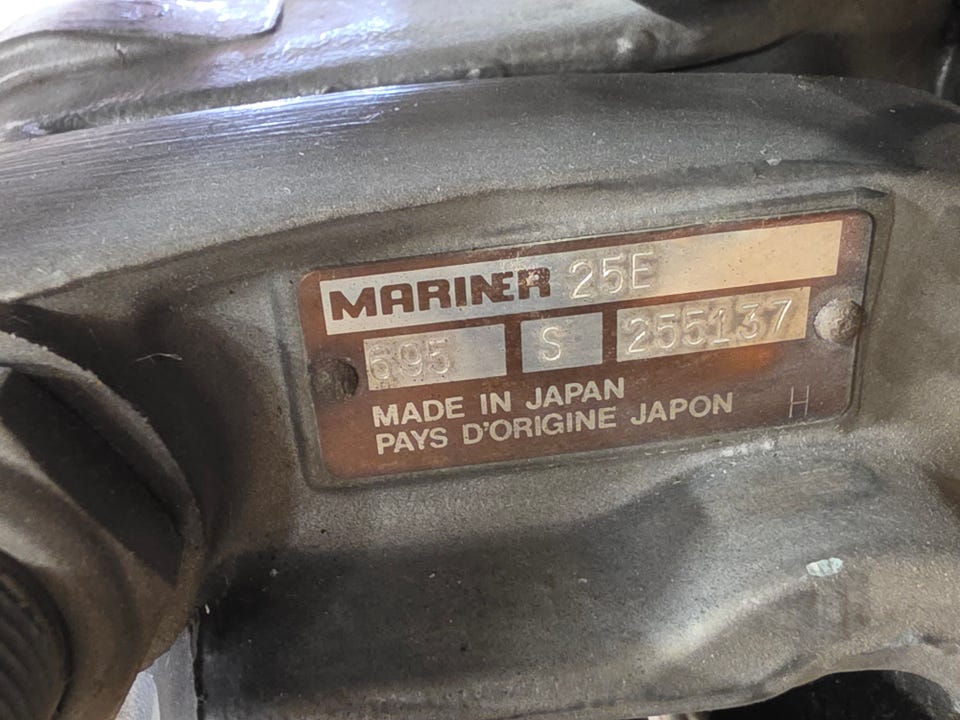 MARINER 25E
695 S 255137
MADE IN JAPAN
PAYS D'ORIGINE JAPON H